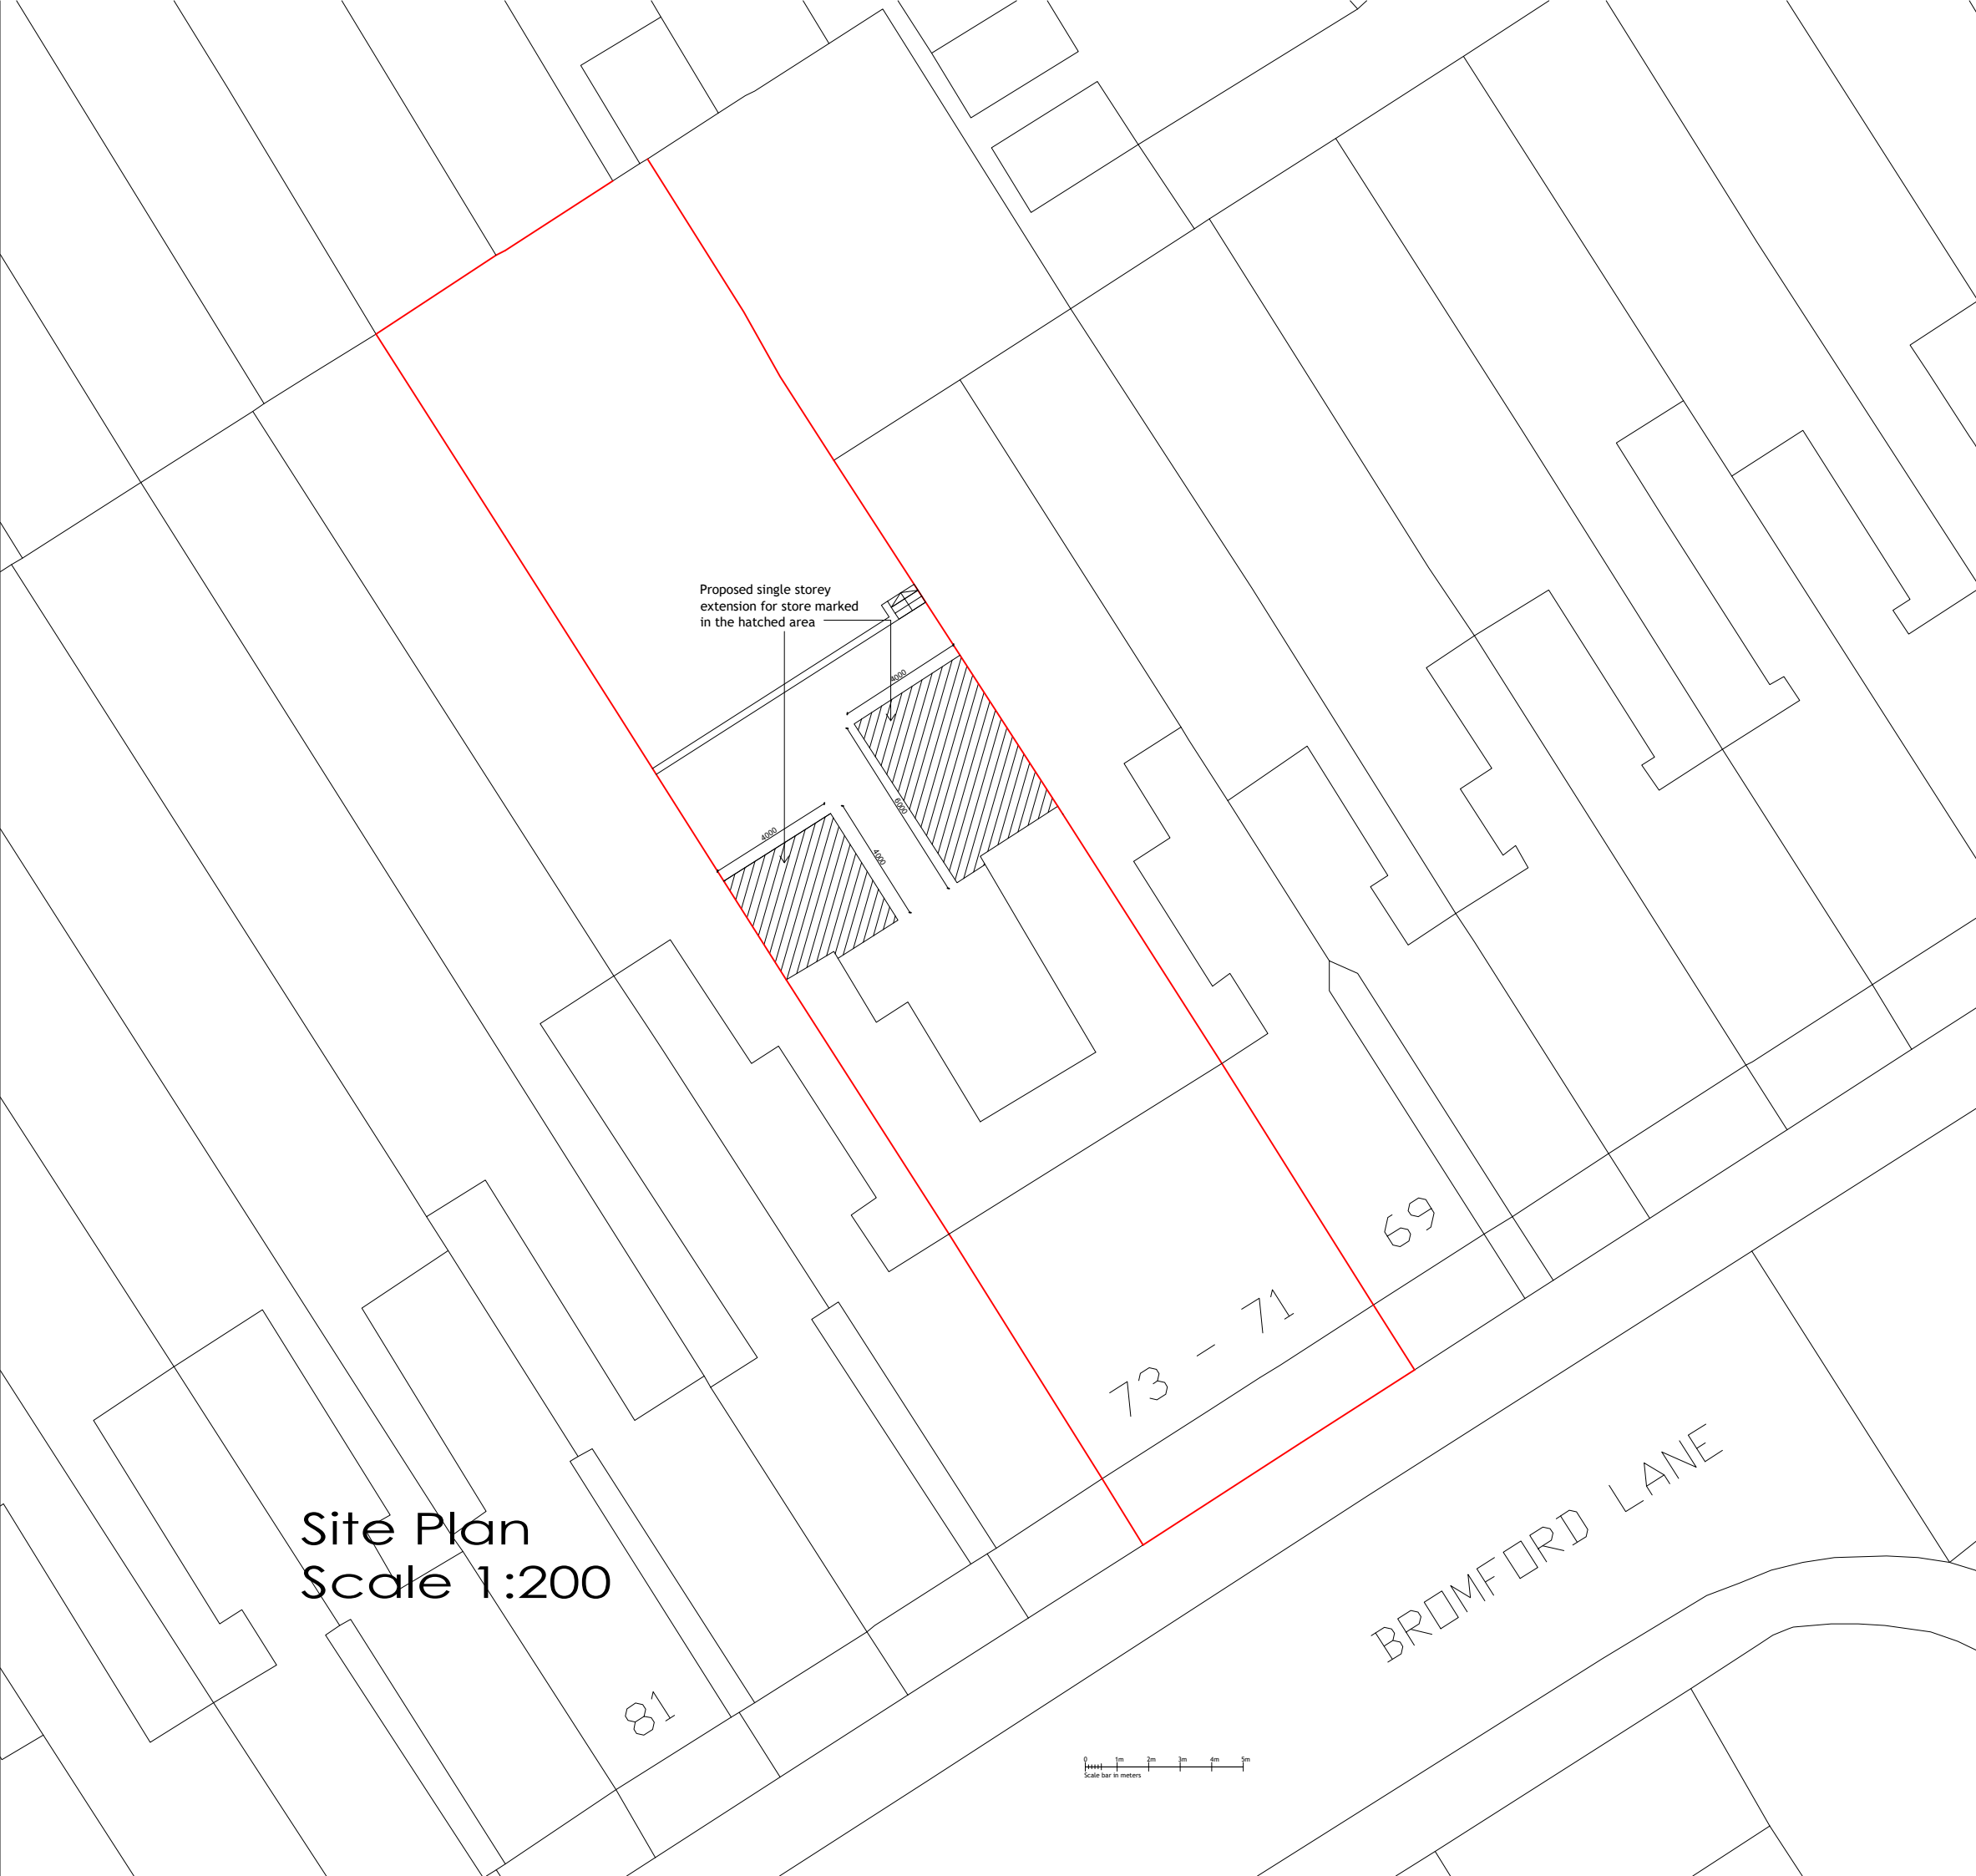 Proposed single storey
extension for store marked
in the hatched area
4000
6000
4000
4000
69
73 - 71
BROMFORD LANE
Site Plan
Scale 1:200
81
0 1m 2m 3m 4m 5m
Scale bar in meters